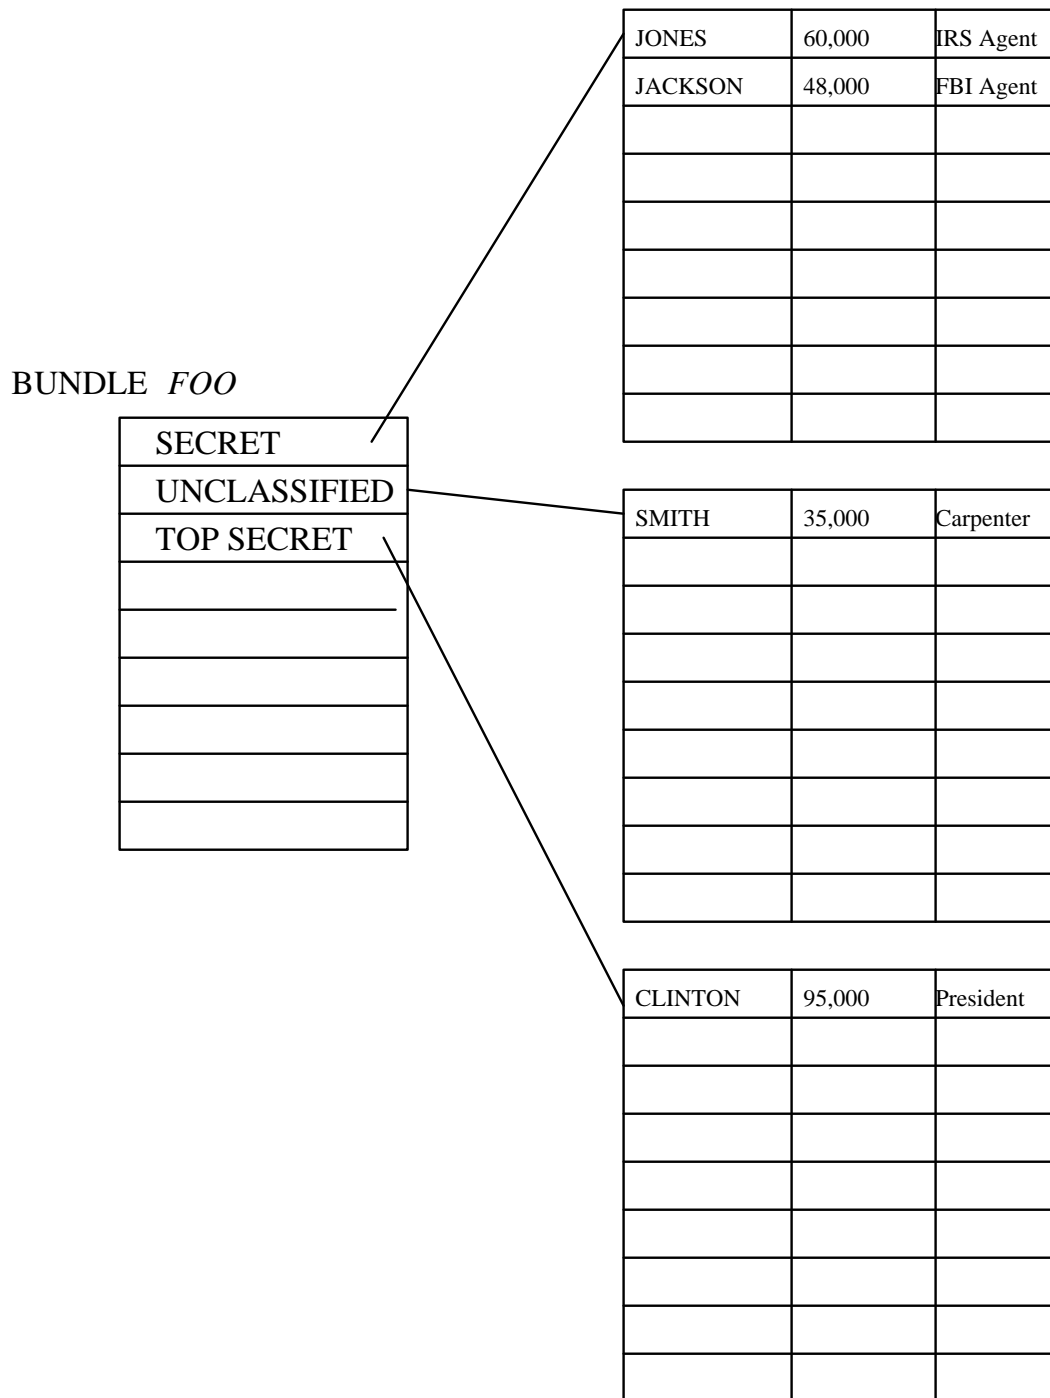 JONES 60,000 IRS Agent
JACKSON 48,000 FBI Agent
BUNDLE FOO
SECRET
UNCLASSIFIED
TOP SECRET
SMITH 35,000 Carpenter
CLINTON 95,000 President